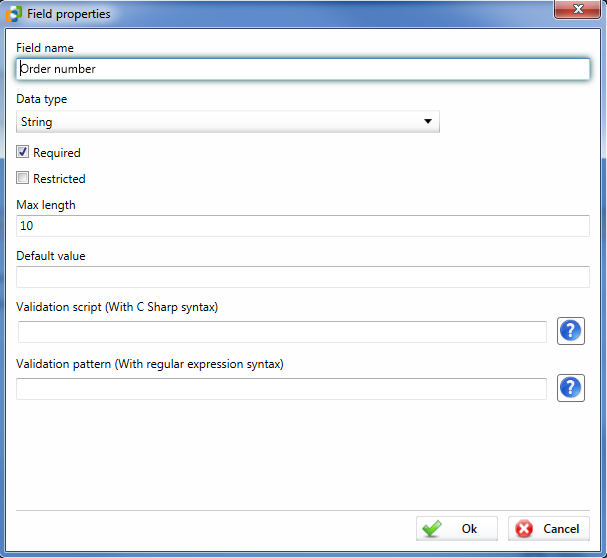 Field properties
Field name
Order number
Data type
String
Required
Restricted
Max length
10
Default value
Validation script (With C Sharp syntax)
?
Validation pattern (With regular expression syntax)
?
Ok Cancel